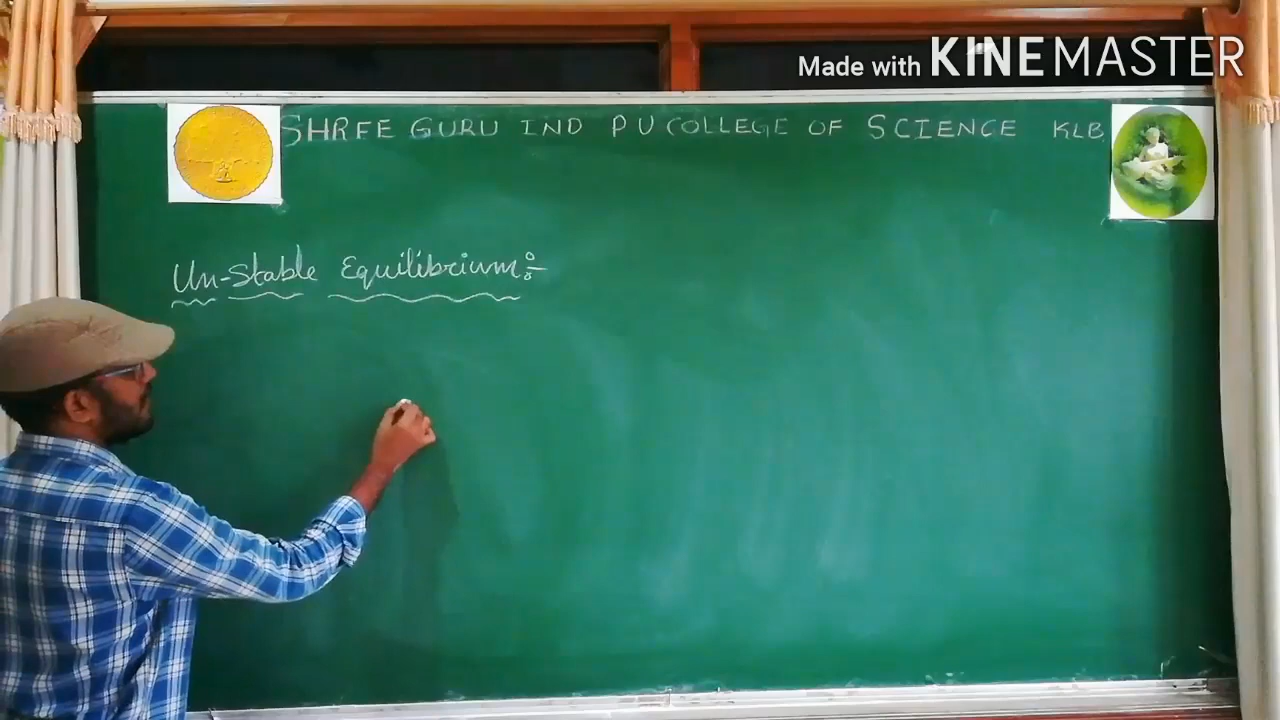 Made with KINEMASTER
SHREE GURU IND PU COLLEGE OF SCIENCE KLB
Un-Stable Equilibrium:-